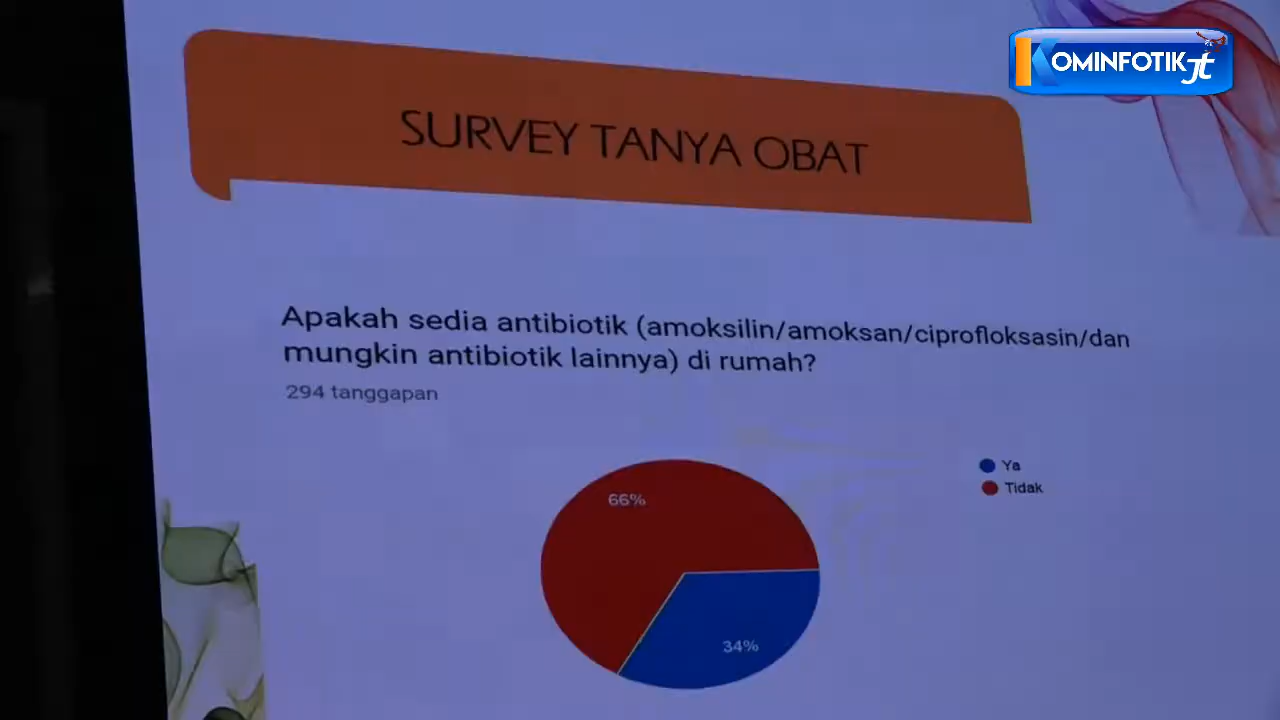 KOMINFOTIK JT
SURVEY TANYA OBAT
Apakah sedia antibiotik (amoksilin/amoksan/ciprofloksasin/dan
mungkin antibiotik lainnya) di rumah?
294 tanggapan
Ya
Tidak
66%
34%